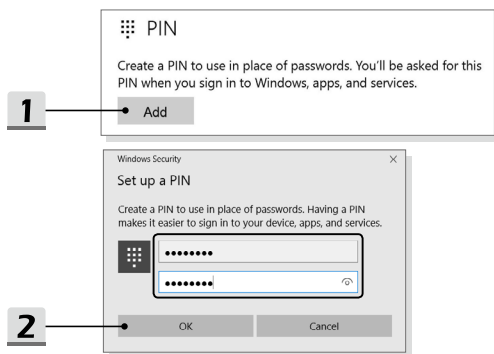 PIN
Create a PIN to use in place of passwords. You'll be asked for this
PIN when you sign in to Windows, apps, and services.
1
Add
Windows Security
Set up a PIN
Create a PIN to use in place of passwords. Having a PIN
makes it easier to sign in to your device, apps, and services.
••••••••
••••••••
2
OK Cancel